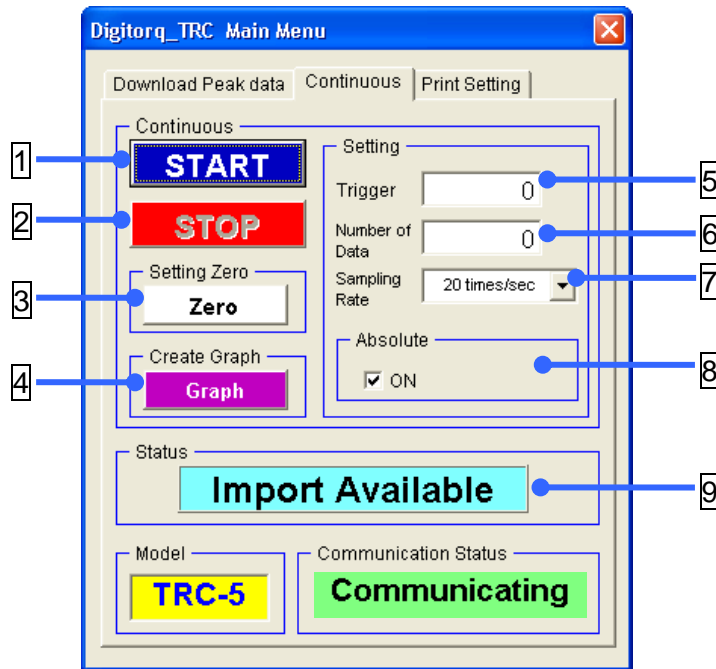 Digitorq_TRC Main Menu
Download Peak data
Continuous
Print Setting
Continuous
1
START
2
STOP
Setting Zero
3
Zero
Create Graph
4
Graph
Setting
Trigger
0
5
Number of
Data
0
6
Sampling
Rate
20 times/sec
7
Absolute
ON
8
Status
Import Available
9
Model
TRC-5
Communication Status
Communicating